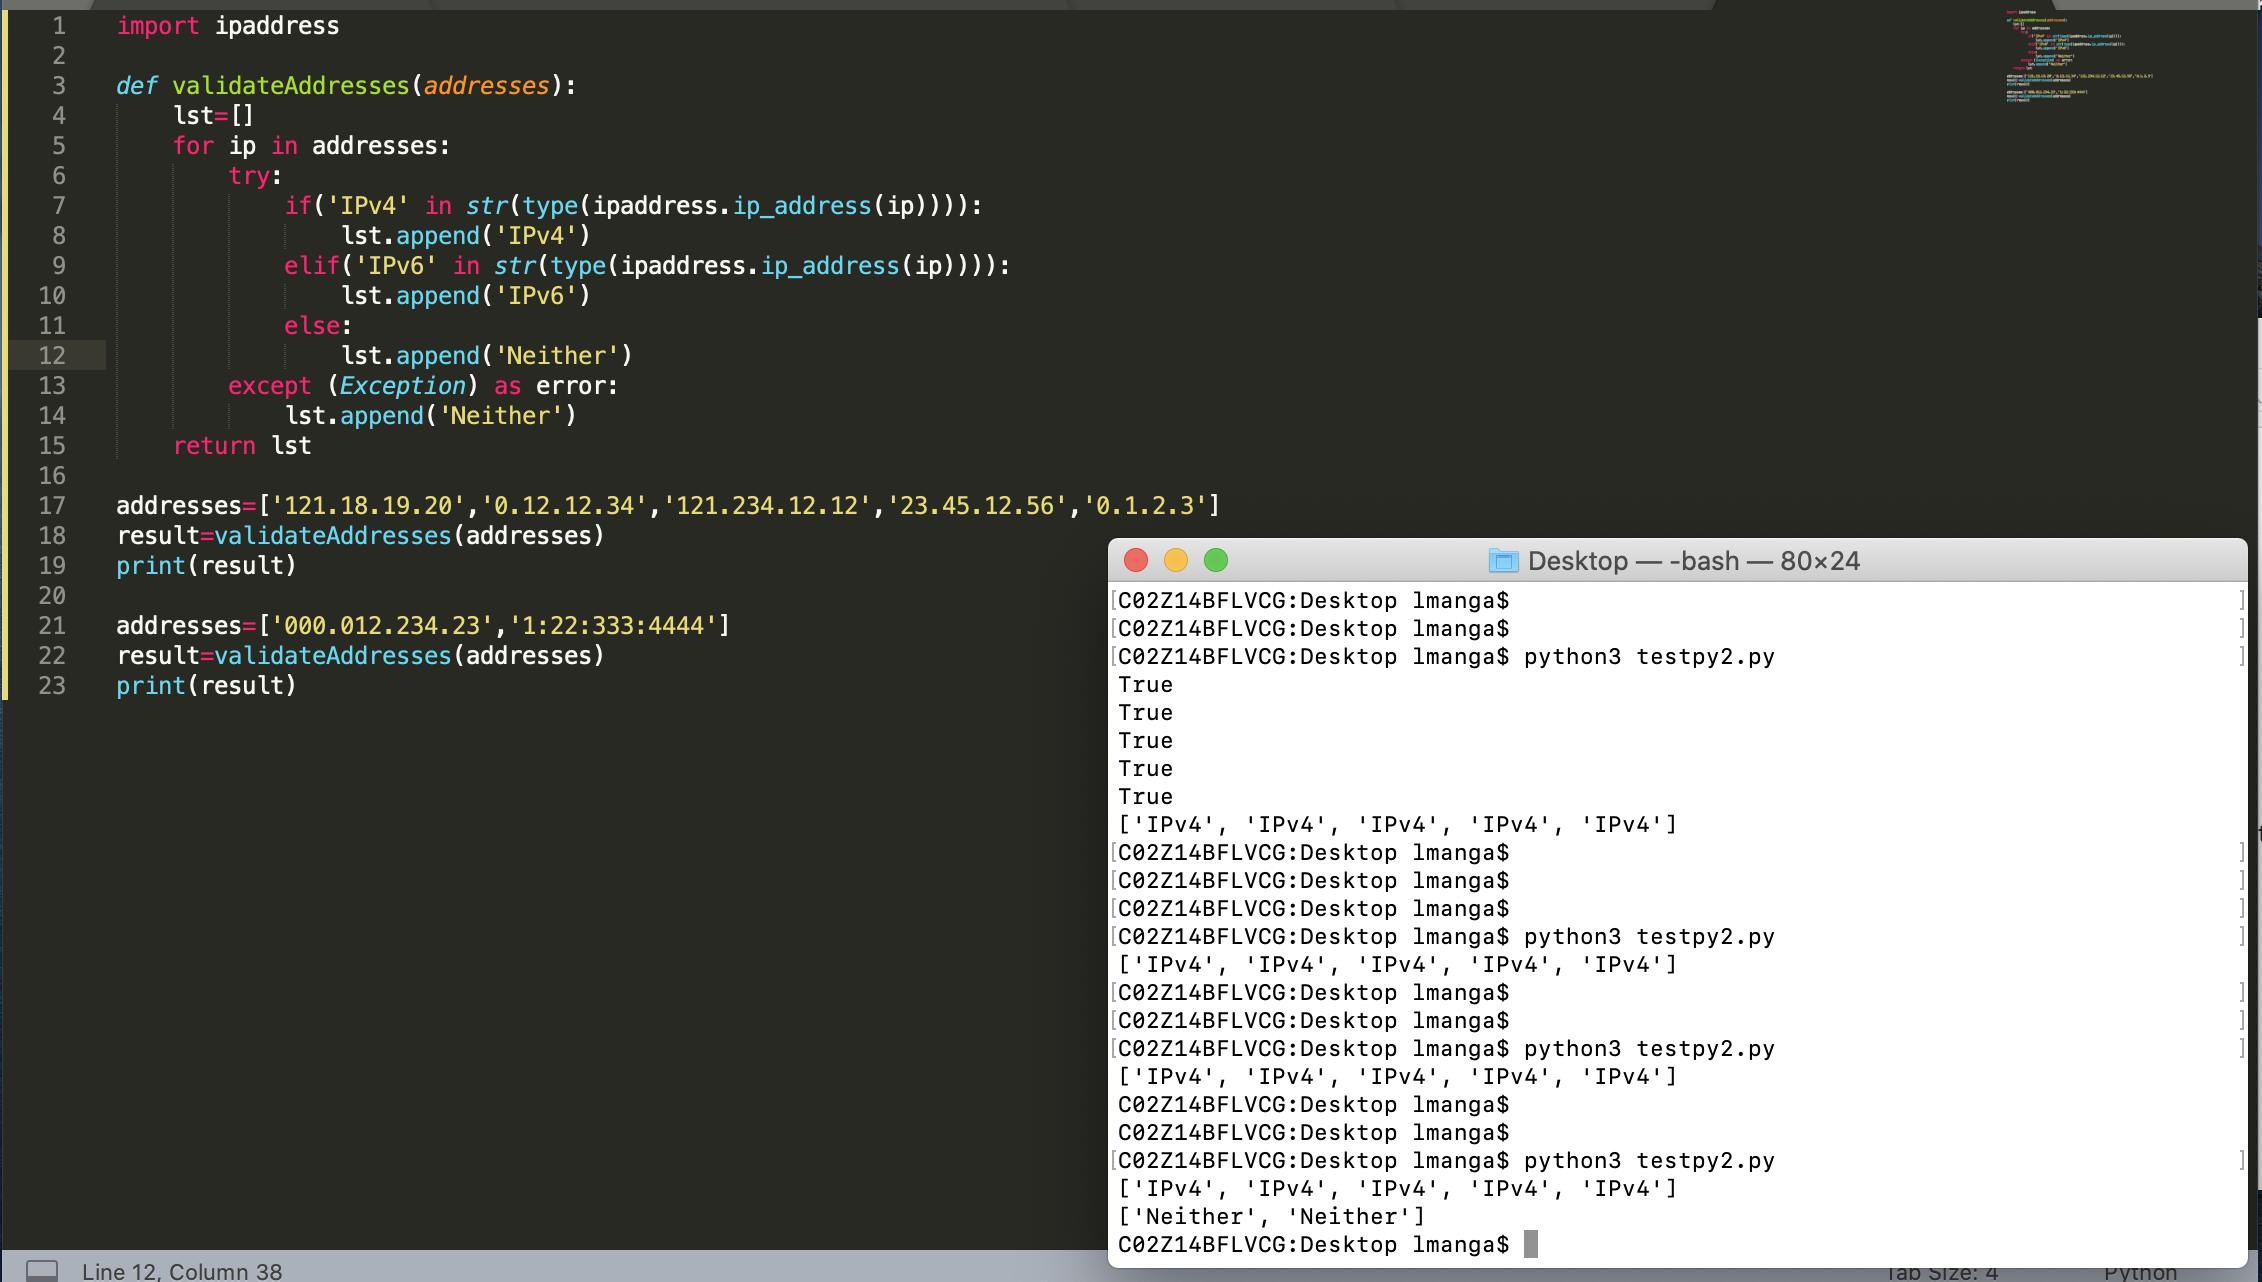 1 import ipaddress
2
3 def validateAddresses(addresses):
4     lst=[]
5     for ip in addresses:
6         try:
7             if('IPv4' in str(type(ipaddress.ip_address(ip)))):
8                 lst.append('IPv4')
9             elif('IPv6' in str(type(ipaddress.ip_address(ip)))):
10                 lst.append('IPv6')
11             else:
12                 lst.append('Neither')
13         except (Exception) as error:
14             lst.append('Neither')
15     return lst
16
17 addresses=['121.18.19.20','0.12.12.34','121.234.12.12','23.45.12.56','0.1.2.3']
18 result=validateAddresses(addresses)
19 print(result)
20
21 addresses=['000.012.234.23','1:22:333:4444']
22 result=validateAddresses(addresses)
23 print(result)
Desktop — -bash — 80×24
[C02Z14BFLVCG:Desktop lmanga$ ]
[C02Z14BFLVCG:Desktop lmanga$ ]
[C02Z14BFLVCG:Desktop lmanga$ python3 testpy2.py ]
True
True
True
True
True
['IPv4', 'IPv4', 'IPv4', 'IPv4', 'IPv4']
[C02Z14BFLVCG:Desktop lmanga$ ]
[C02Z14BFLVCG:Desktop lmanga$ ]
[C02Z14BFLVCG:Desktop lmanga$ ]
[C02Z14BFLVCG:Desktop lmanga$ python3 testpy2.py ]
['IPv4', 'IPv4', 'IPv4', 'IPv4', 'IPv4']
[C02Z14BFLVCG:Desktop lmanga$ ]
[C02Z14BFLVCG:Desktop lmanga$ ]
[C02Z14BFLVCG:Desktop lmanga$ python3 testpy2.py ]
['IPv4', 'IPv4', 'IPv4', 'IPv4', 'IPv4']
C02Z14BFLVCG:Desktop lmanga$
C02Z14BFLVCG:Desktop lmanga$
[C02Z14BFLVCG:Desktop lmanga$ python3 testpy2.py ]
['IPv4', 'IPv4', 'IPv4', 'IPv4', 'IPv4']
['Neither', 'Neither']
C02Z14BFLVCG:Desktop lmanga$
Line 12, Column 38
Tab Size: 4
Python